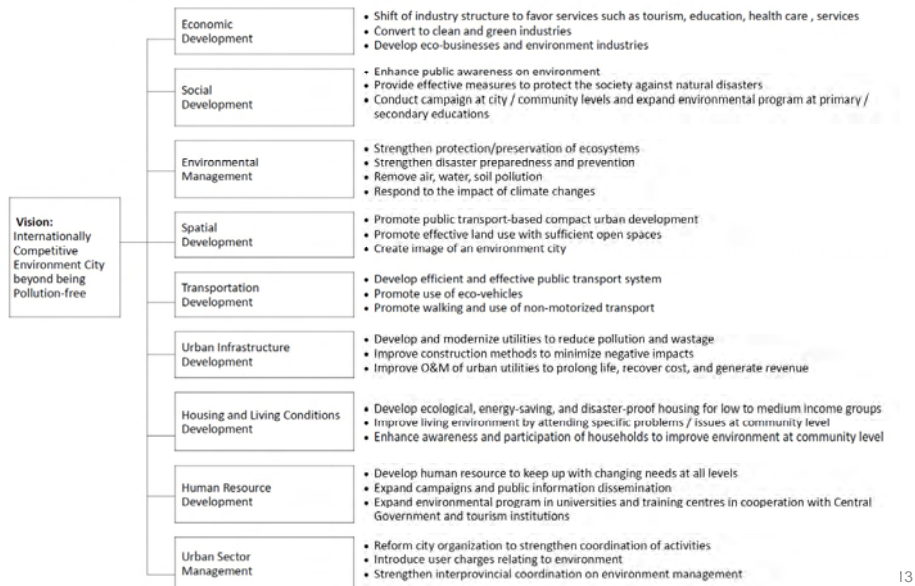 Vision:
Internationally
Competitive
Environment City
beyond being
Pollution-free
Economic
Development
• Shift of industry structure to favor services such as tourism, education, health care , services
• Convert to clean and green industries
• Develop eco-businesses and environment industries
Social
Development
• Enhance public awareness on environment
• Provide effective measures to protect the society against natural disasters
• Conduct campaign at city / community levels and expand environmental program at primary /
secondary educations
Environmental
Management
• Strengthen protection/preservation of ecosystems
• Strengthen disaster preparedness and prevention
• Remove air, water, soil pollution
• Respond to the impact of climate changes
Spatial
Development
• Promote public transport-based compact urban development
• Promote effective land use with sufficient open spaces
• Create image of an environment city
Transportation
Development
• Develop efficient and effective public transport system
• Promote use of eco-vehicles
• Promote walking and use of non-motorized transport
Urban Infrastructure
Development
• Develop and modernize utilities to reduce pollution and wastage
• Improve construction methods to minimize negative impacts
• Improve O&M of urban utilities to prolong life, recover cost, and generate revenue
Housing and Living Conditions
Development
• Develop ecological, energy-saving, and disaster-proof housing for low to medium income groups
• Improve living environment by attending specific problems / issues at community level
• Enhance awareness and participation of households to improve environment at community level
Human Resource
Development
• Develop human resource to keep up with changing needs at all levels
• Expand campaigns and public information dissemination
• Expand environmental program in universities and training centres in cooperation with Central
Government and tourism institutions
Urban Sector
Management
• Reform city organization to strengthen coordination of activities
• Introduce user charges relating to environment
• Strengthen interprovincial coordination on environment management
13